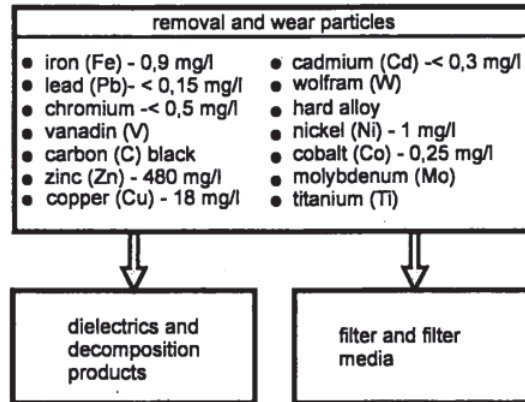 removal and wear particles
• iron (Fe) - 0,9 mg/l
• lead (Pb)- < 0,15 mg/l
• chromium -< 0,5 mg/l
• vanadin (V)
• carbon (C) black
• zinc (Zn) - 480 mg/l
• copper (Cu) - 18 mg/l
• cadmium (Cd) -< 0,3 mg/l
• wolfram (W)
• hard alloy
• nickel (Ni) - 1 mg/l
• cobalt (Co) - 0,25 mg/l
• molybdenum (Mo)
• titanium (Ti)
dielectrics and
decomposition
products
filter and filter
media